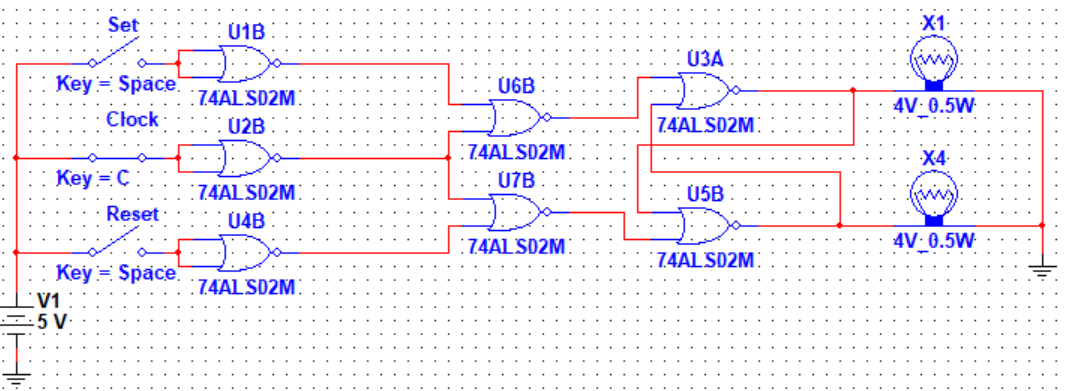 Set
U1B
Key = Space
74ALS02M
Clock
U2B
Key = C
74ALS02M
Reset
U4B
Key = Space
74ALS02M
V1
5 V
U6B
74ALS02M
U7B
74ALS02M
U3A
74ALS02M
U5B
74ALS02M
X1
4V_0.5W
X4
4V_0.5W